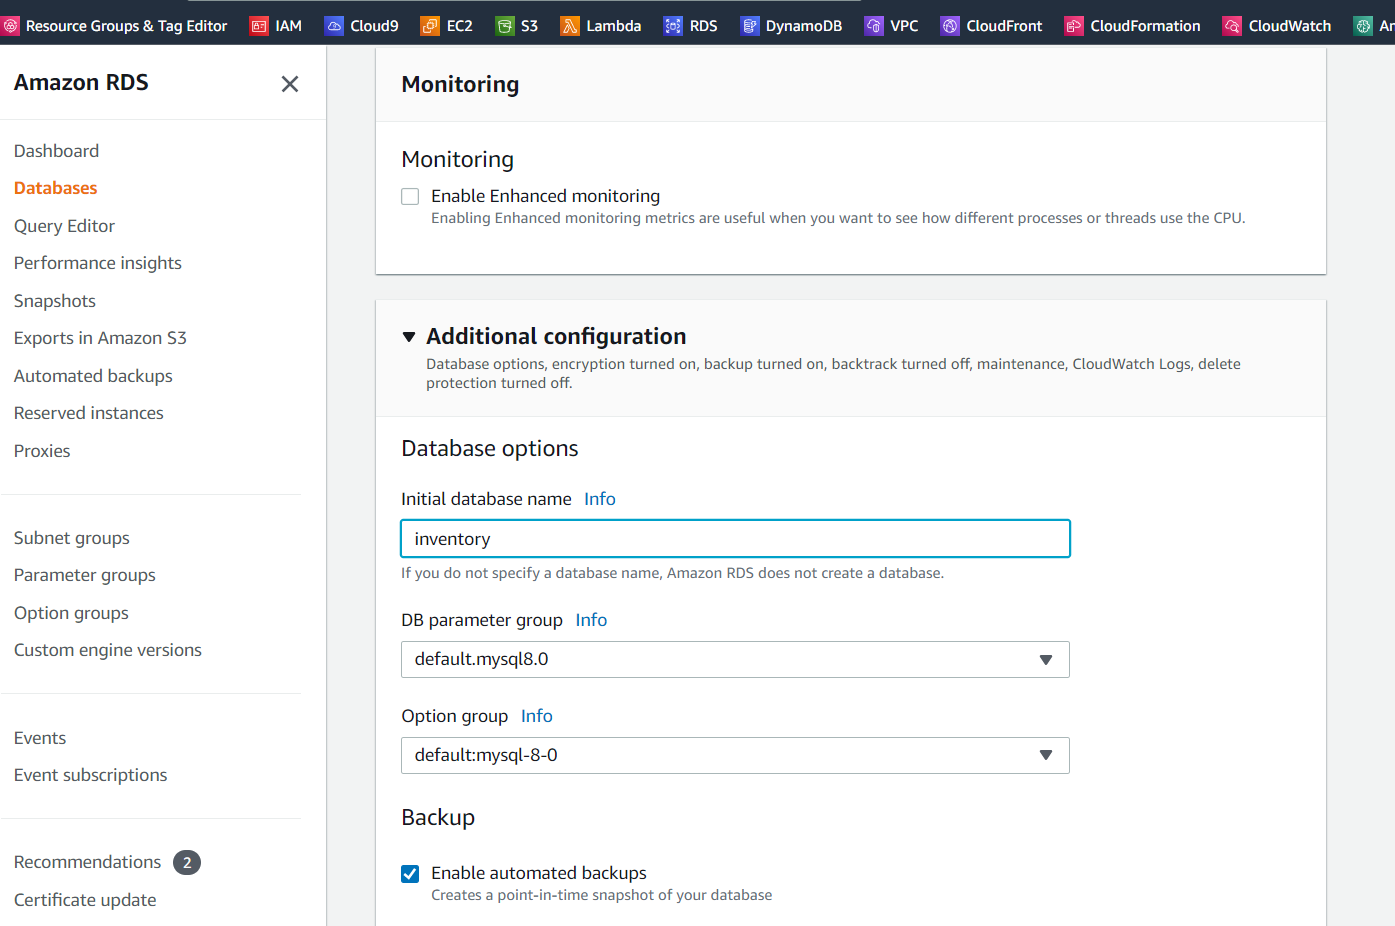 Resource Groups & Tag Editor IAM Cloud9 EC2 S3 Lambda RDS DynamoDB VPC CloudFront CloudFormation CloudWatch
Amazon RDS
Dashboard
Databases
Query Editor
Performance insights
Snapshots
Exports in Amazon S3
Automated backups
Reserved instances
Proxies
Subnet groups
Parameter groups
Option groups
Custom engine versions
Events
Event subscriptions
Recommendations 2
Certificate update
Monitoring
Monitoring
Enable Enhanced monitoring
Enabling Enhanced monitoring metrics are useful when you want to see how different processes or threads use the CPU.
Additional configuration
Database options, encryption turned on, backup turned on, backtrack turned off, maintenance, CloudWatch Logs, delete
protection turned off.
Database options
Initial database name Info
inventory
If you do not specify a database name, Amazon RDS does not create a database.
DB parameter group Info
default.mysql8.0
Option group Info
default:mysql-8-0
Backup
Enable automated backups
Creates a point-in-time snapshot of your database